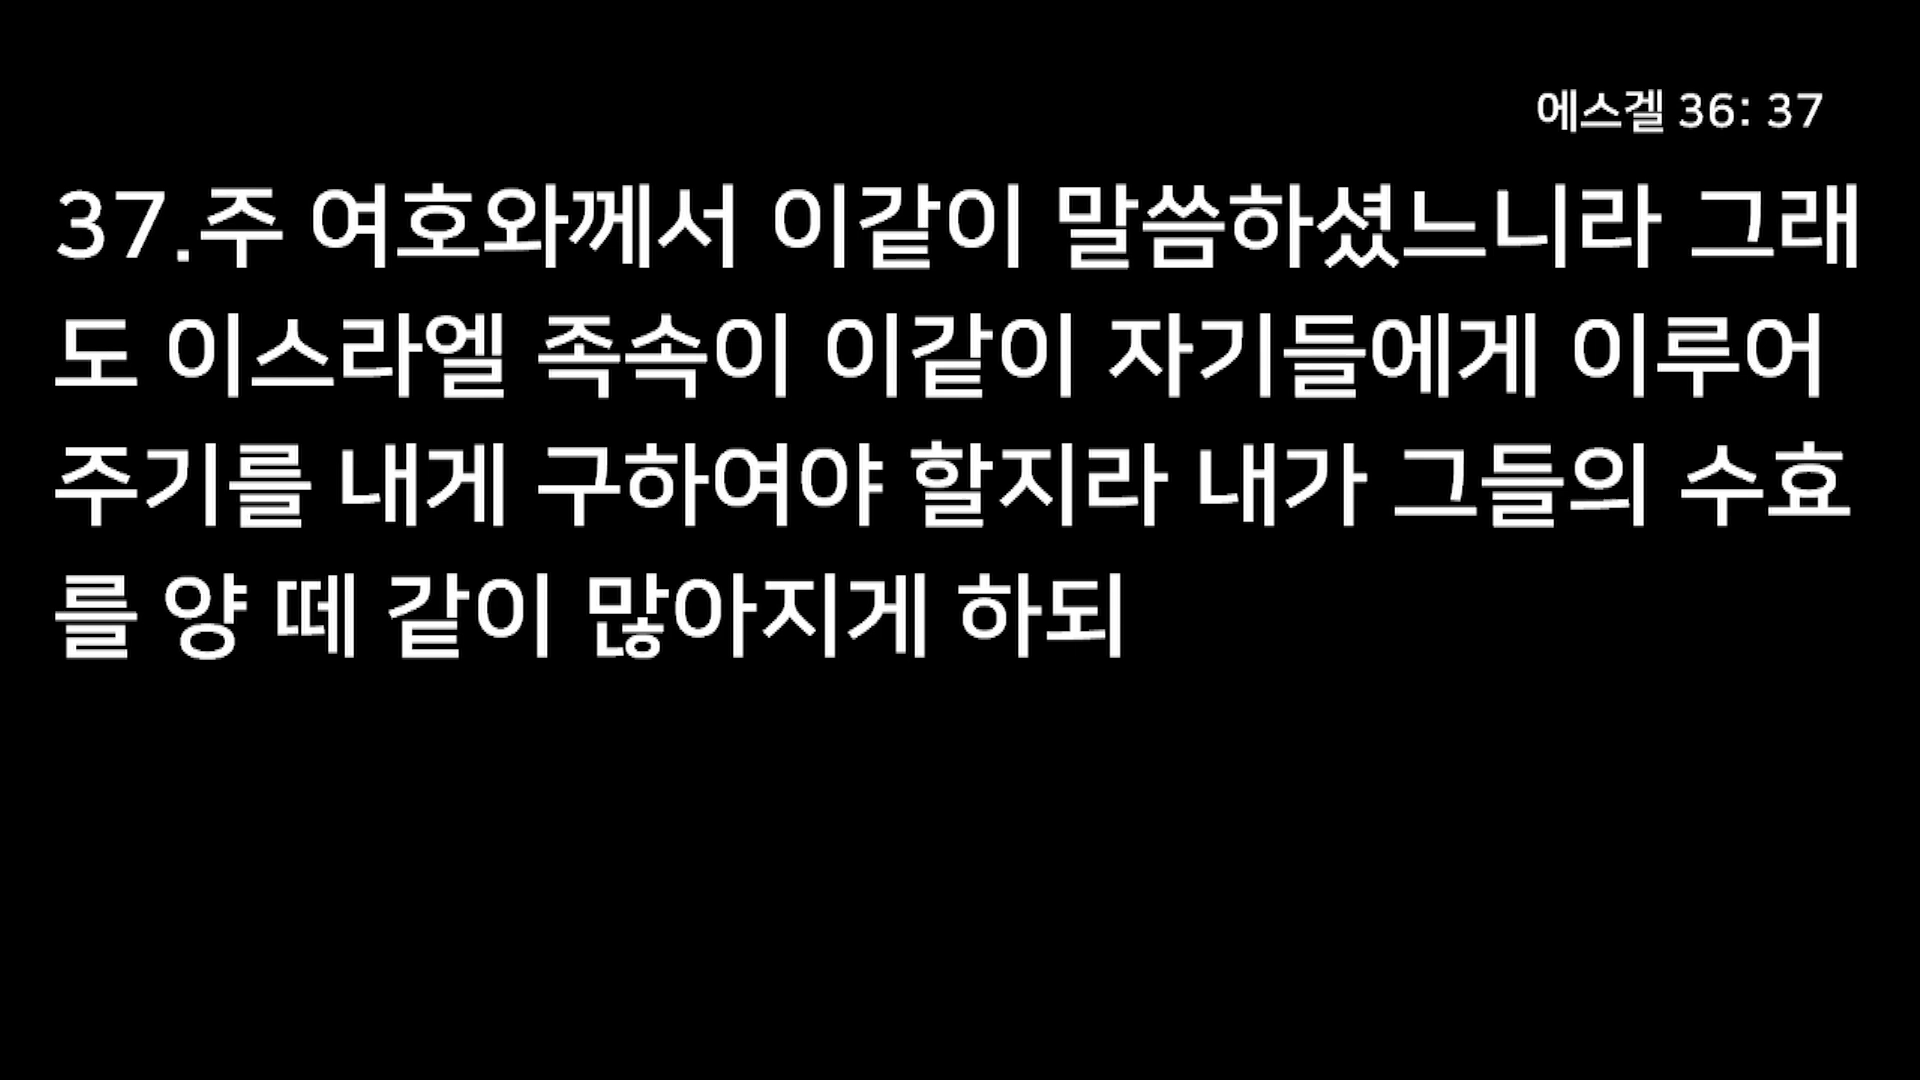 에스겔 36: 37
37.주 여호와께서 이같이 말씀하셨느니라 그래
도 이스라엘 족속이 이같이 자기들에게 이루어
주기를 내게 구하여야 할지라 내가 그들의 수효
를 양 떼 같이 많아지게 하되